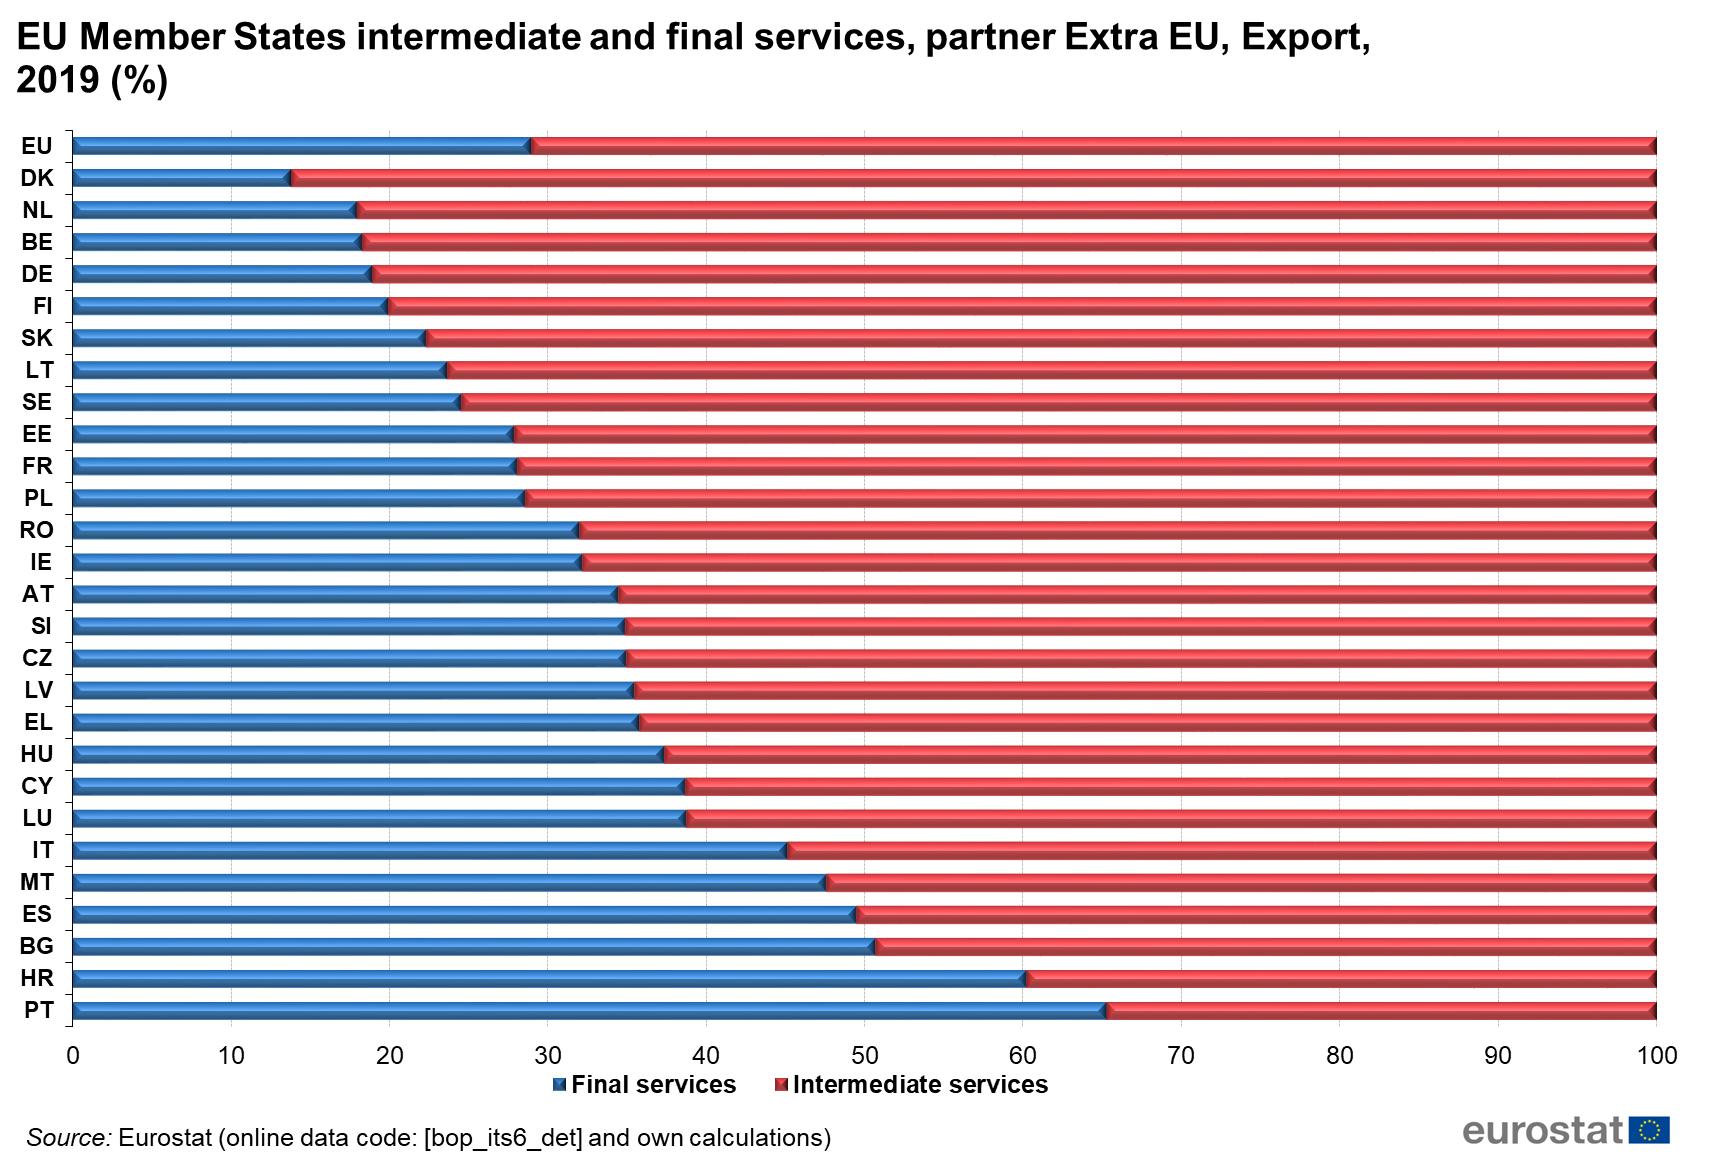 EU Member States intermediate and final services, partner Extra EU, Export,
2019 (%)
EU
DK
NL
BE
DE
FI
SK
LT
SE
EE
FR
PL
RO
IE
AT
SI
CZ
LV
EL
HU
CY
LU
IT
MT
ES
BG
HR
PT
0 10 20 30 40 50 60 70 80 90 100
Final services Intermediate services
Source: Eurostat (online data code: [bop_its6_det] and own calculations)
eurostat